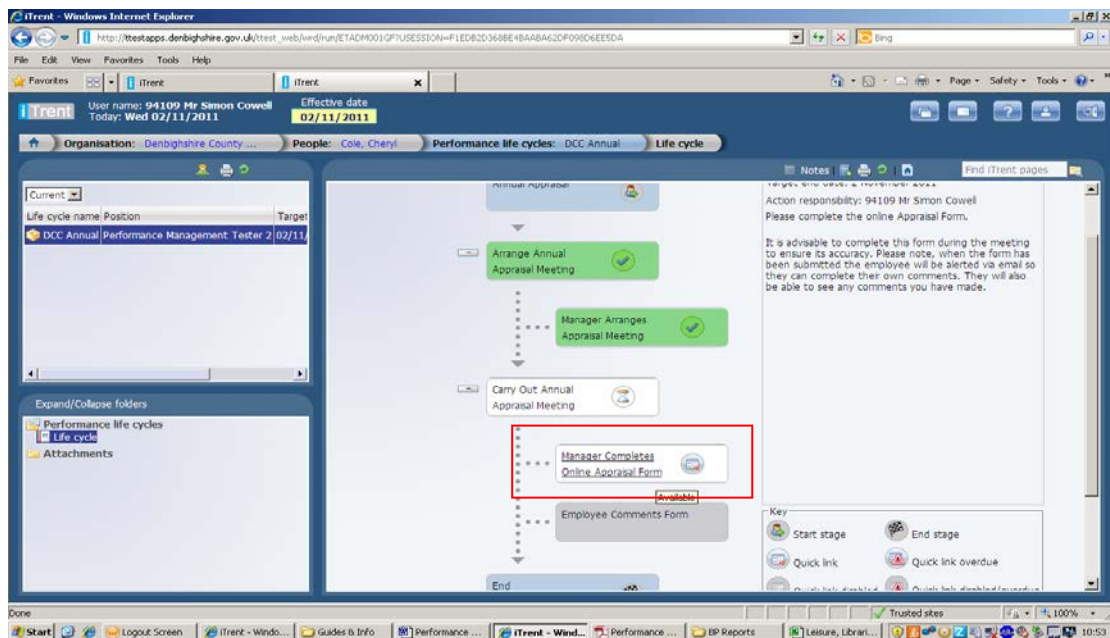 iTrent - Windows Internet Explorer
http://ttestapps.denbighshire.gov.uk/ttest_web/wrd/run/ETADM001GF?USESSION=F1EDB2D368BE4BAABA62DF098D6EE5DA
Bing
File Edit View Favorites Tools Help
Favorites
iTrent
iTrent
Page Safety Tools
iTrent
User name: 94109 Mr Simon Cowell
Today: Wed 02/11/2011
Effective date
02/11/2011
Organisation: Denbighshire County ...
People: Cole, Cheryl
Performance life cycles: DCC Annual
Life cycle
Notes
Find iTrent pages
Current
Life cycle name Position Target
DCC Annual Performance Management Tester 2 02/11/
Expand/Collapse folders
Performance life cycles
Life cycle
Attachments
Annual Appraisal
Arrange Annual
Appraisal Meeting
Manager Arranges
Appraisal Meeting
Carry Out Annual
Appraisal Meeting
Manager Completes
Online Appraisal Form
Available
Employee Comments Form
End
Target end date: 2 November 2011
Action responsibility: 94109 Mr Simon Cowell
Please complete the online Appraisal Form.
It is advisable to complete this form during the meeting
to ensure its accuracy. Please note, when the form has
been submitted the employee will be alerted via email so
they can complete their own comments. They will also
be able to see any comments you have made.
Key
Start stage
End stage
Quick link
Quick link overdue
Done
Trusted sites
100%
Start
Logout Screen
iTrent - Windo...
Guides & Info
Performance ...
iTrent - Wind...
Performance ...
BP Reports
Leisure, Librari...
10:53